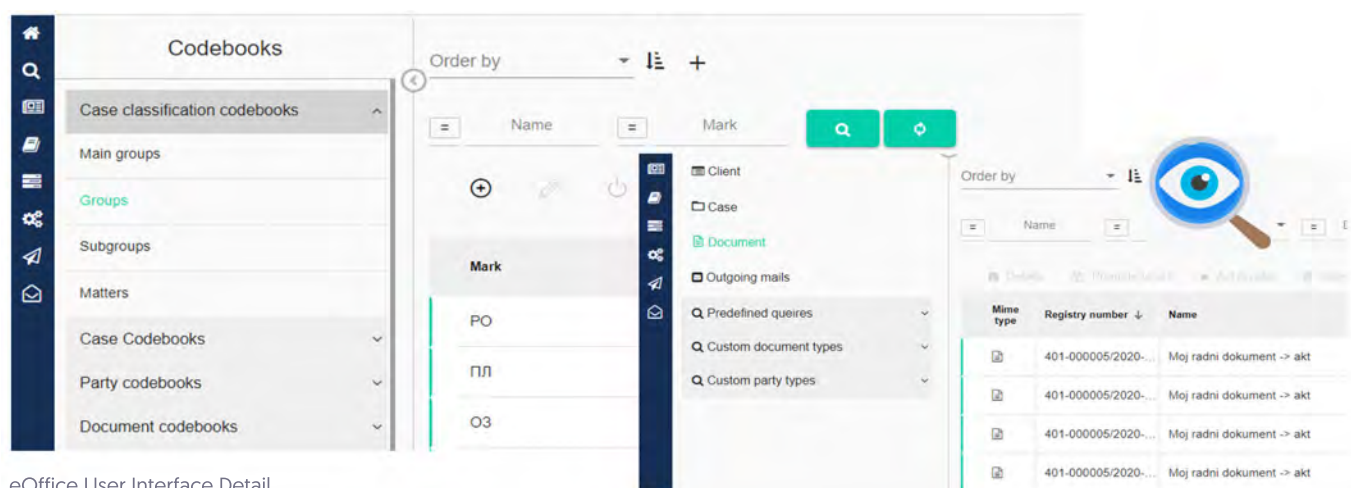 Codebooks
Case classification codebooks
Main groups
Groups
Subgroups
Matters
Case Codebooks
Party codebooks
Document codebooks
Order by
= Name = Mark
Mark
РО
ПЛ
ОЗ
Client
Case
Document
Outgoing mails
Predefined queires
Custom document types
Custom party types
Order by
= Name = =
Mime type Registry number ↓ Name
401-000005/2020-... Moj radni dokument -> akt
401-000005/2020-... Moj radni dokument -> akt
401-000005/2020-... Moj radni dokument -> akt
401-000005/2020-... Moj radni dokument -> akt
eOffice User Interface Detail